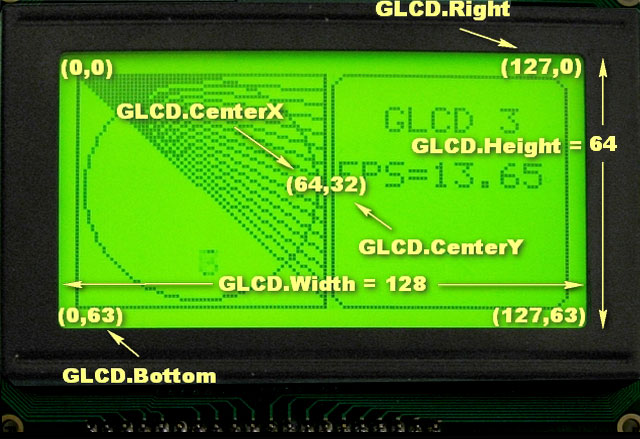 GLCD.Right
(0,0)
(127,0)
GLCD.CenterX
GLCD 3
GLCD.Height = 64
(64,32)
FPS=13.65
GLCD.CenterY
GLCD.Width = 128
(0,63)
(127,63)
GLCD.Bottom